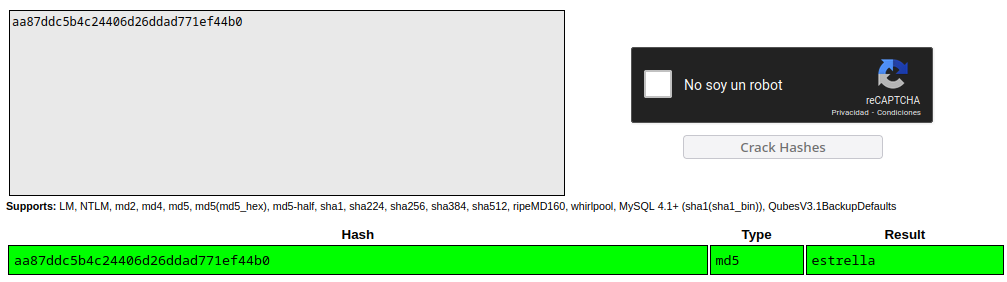 aa87ddc5b4c24406d26ddad771ef44b0
No soy un robot
reCAPTCHA
Privacidad - Condiciones
Crack Hashes
Supports: LM, NTLM, md2, md4, md5, md5(md5_hex), md5-half, sha1, sha224, sha256, sha384, sha512, ripeMD160, whirlpool, MySQL 4.1+ (sha1(sha1_bin)), QubesV3.1BackupDefaults
Hash Type Result
aa87ddc5b4c24406d26ddad771ef44b0 md5 estrella